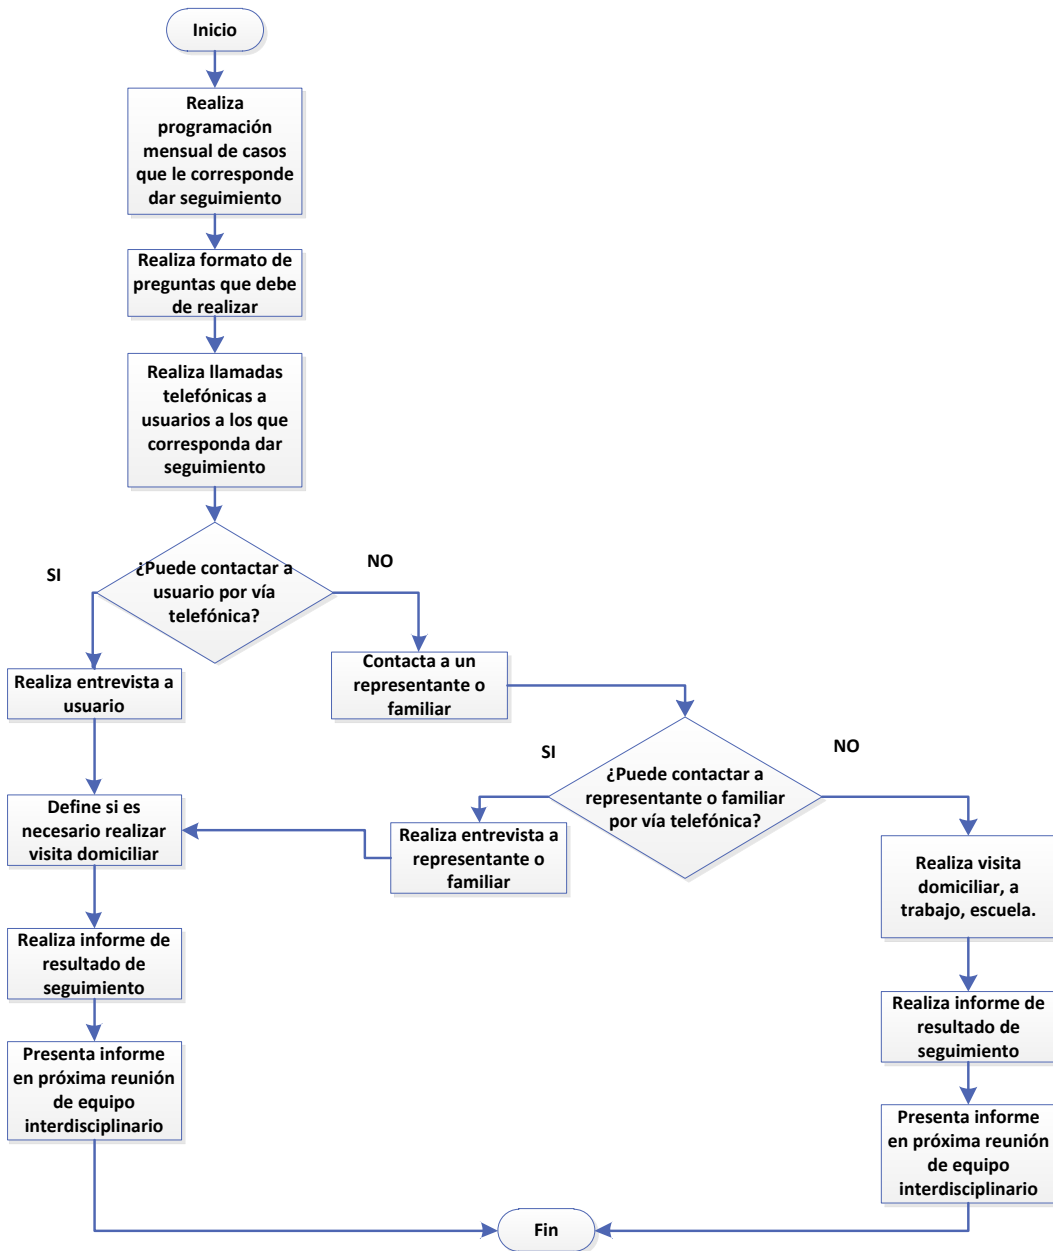 Inicio
Realiza
programación
mensual de casos
que le corresponde
dar seguimiento
Realiza formato de
preguntas que debe
de realizar
Realiza llamadas
telefónicas a
usuarios a los que
corresponda dar
seguimiento
¿Puede contactar a
usuario por vía
telefónica?
SI
NO
Realiza entrevista a
usuario
Contacta a un
representante o
familiar
¿Puede contactar a
representante o familiar
por vía telefónica?
SI
NO
Define si es
necesario realizar
visita domiciliar
Realiza entrevista a
representante o
familiar
Realiza visita
domiciliar, a
trabajo, escuela.
Realiza informe de
resultado de
seguimiento
Presenta informe
en próxima reunión
de equipo
interdisciplinario
Realiza informe de
resultado de
seguimiento
Presenta informe
en próxima reunión
de equipo
interdisciplinario
Fin